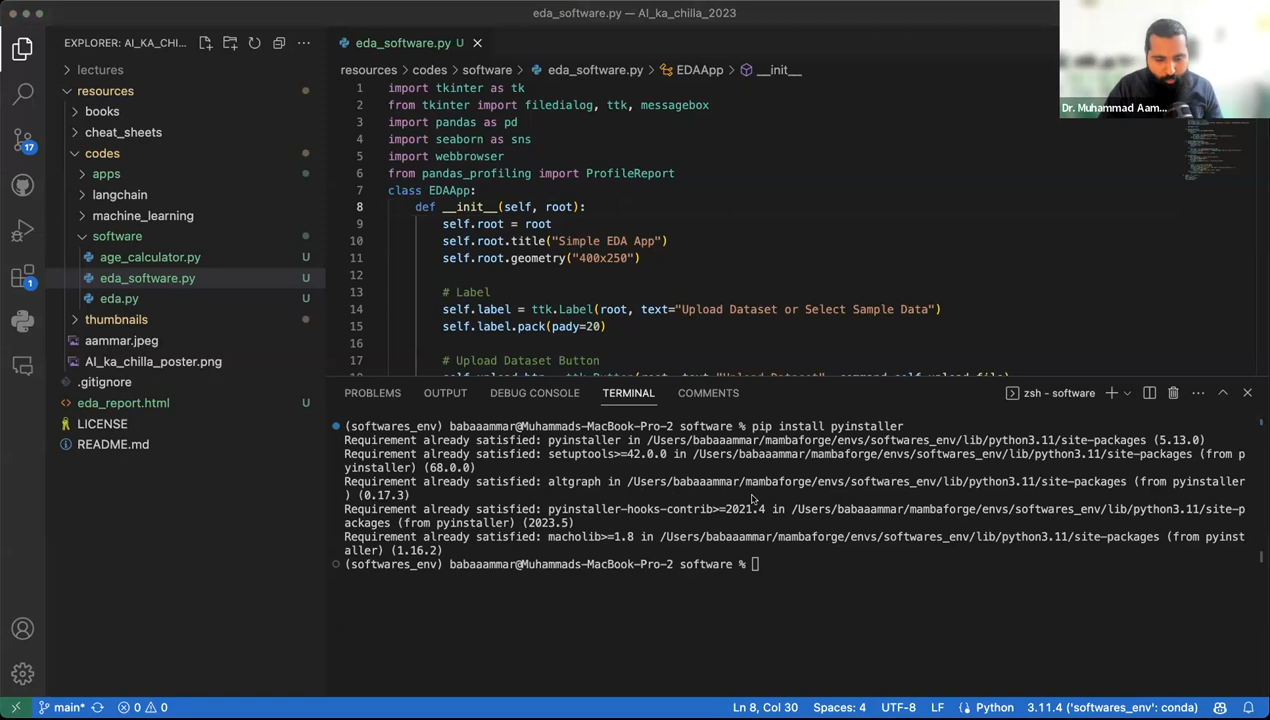 eda_software.py — AI_ka_chilla_2023
EXPLORER: AI_KA_CHI...
lectures
resources
books
cheat_sheets
codes
apps
langchain
machine_learning
software
age_calculator.py U
eda_software.py U
eda.py U
thumbnails
aammar.jpeg
AI_ka_chilla_poster.png
.gitignore
eda_report.html U
LICENSE
README.md
17
1
eda_software.py U
resources > codes > software > eda_software.py > EDAApp > __init__
1 import tkinter as tk
2 from tkinter import filedialog, ttk, messagebox
3 import pandas as pd
4 import seaborn as sns
5 import webbrowser
6 from pandas_profiling import ProfileReport
7 class EDAApp:
8 def __init__(self, root):
9 self.root = root
10 self.root.title("Simple EDA App")
11 self.root.geometry("400x250")
12
13 # Label
14 self.label = ttk.Label(root, text="Upload Dataset or Select Sample Data")
15 self.label.pack(pady=20)
16
17 # Upload Dataset Button
Dr. Muhammad Aam...
PROBLEMS OUTPUT DEBUG CONSOLE TERMINAL COMMENTS zsh - software
(softwares_env) babaaammar@Muhammads-MacBook-Pro-2 software % pip install pyinstaller
Requirement already satisfied: pyinstaller in /Users/babaaammar/mambaforge/envs/softwares_env/lib/python3.11/site-packages (5.13.0)
Requirement already satisfied: setuptools>=42.0.0 in /Users/babaaammar/mambaforge/envs/softwares_env/lib/python3.11/site-packages (from p
yinstaller) (68.0.0)
Requirement already satisfied: altgraph in /Users/babaaammar/mambaforge/envs/softwares_env/lib/python3.11/site-packages (from pyinstaller
) (0.17.3)
Requirement already satisfied: pyinstaller-hooks-contrib>=2021.4 in /Users/babaaammar/mambaforge/envs/softwares_env/lib/python3.11/site-p
ackages (from pyinstaller) (2023.5)
Requirement already satisfied: macholib>=1.8 in /Users/babaaammar/mambaforge/envs/softwares_env/lib/python3.11/site-packages (from pyinst
aller) (1.16.2)
(softwares_env) babaaammar@Muhammads-MacBook-Pro-2 software %
main* 0 0 Ln 8, Col 30 Spaces: 4 UTF-8 LF Python 3.11.4 ('softwares_env': conda)